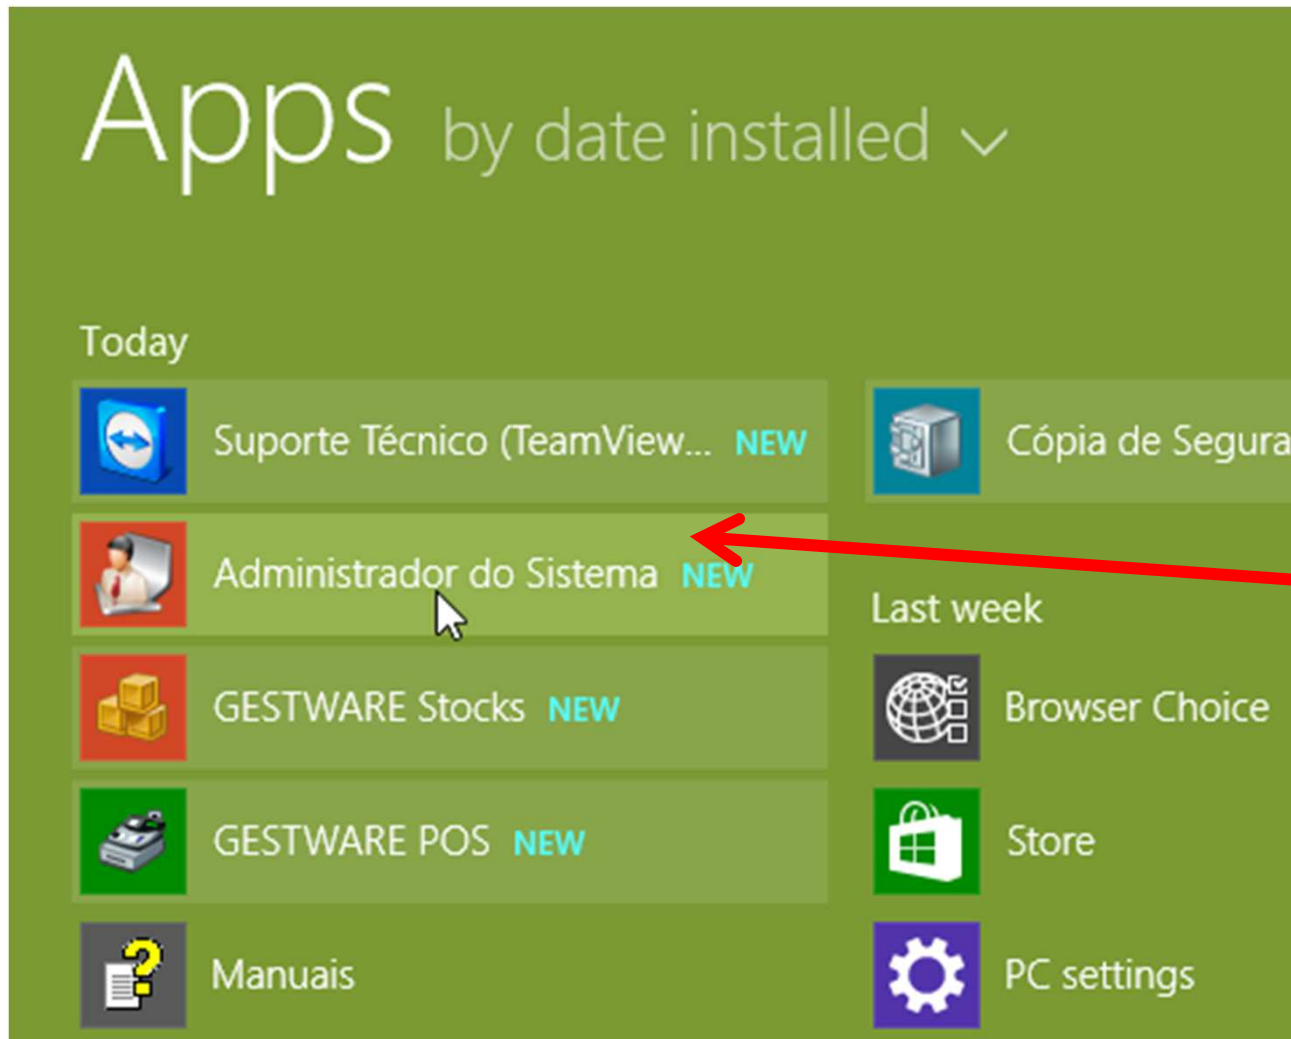 Apps by date installed
Today
Suporte Técnico (TeamView... NEW
Administrador do Sistema NEW
GESTWARE Stocks NEW
GESTWARE POS NEW
Manuais
Cópia de Segura
Last week
Browser Choice
Store
PC settings